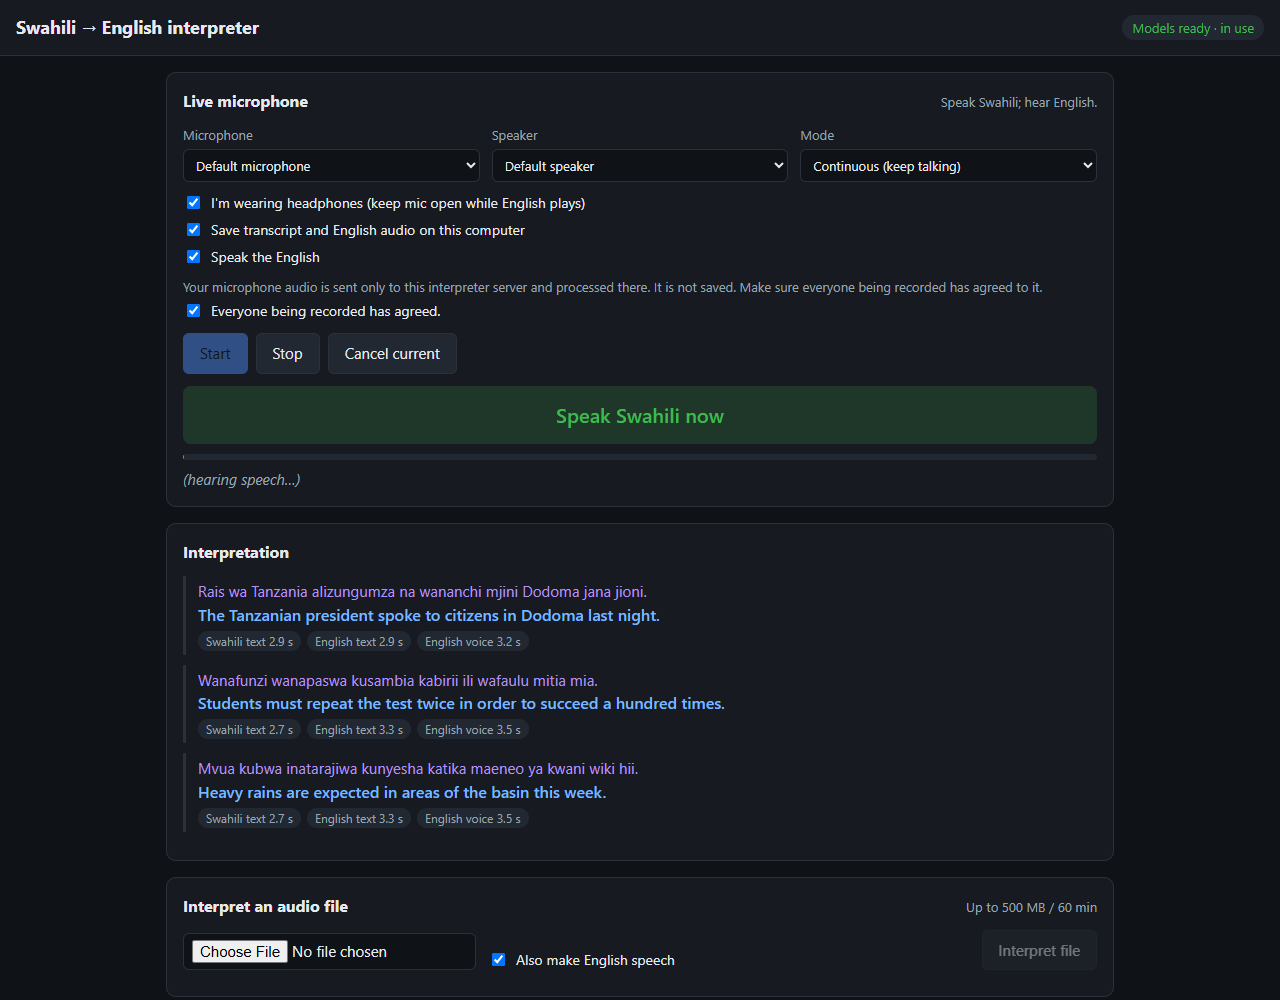 Swahili → English interpreter
Models ready · in use
Live microphone
Speak Swahili; hear English.
Microphone
Speaker
Mode
Default microphone
Default speaker
Continuous (keep talking)
I'm wearing headphones (keep mic open while English plays)
Save transcript and English audio on this computer
Speak the English
Your microphone audio is sent only to this interpreter server and processed there. It is not saved. Make sure everyone being recorded has agreed to it.
Everyone being recorded has agreed.
Start
Stop
Cancel current
Speak Swahili now
(hearing speech...)
Interpretation
Rais wa Tanzania alizungumza na wananchi mjini Dodoma jana jioni.
The Tanzanian president spoke to citizens in Dodoma last night.
Swahili text 2.9 s
English text 2.9 s
English voice 3.2 s
Wanafunzi wanapaswa kusambia kabirii ili wafaulu mitia mia.
Students must repeat the test twice in order to succeed a hundred times.
Swahili text 2.7 s
English text 3.3 s
English voice 3.5 s
Mvua kubwa inatarajiwa kunyesha katika maeneo ya kwani wiki hii.
Heavy rains are expected in areas of the basin this week.
Swahili text 2.7 s
English text 3.3 s
English voice 3.5 s
Interpret an audio file
Up to 500 MB / 60 min
Choose File
No file chosen
Also make English speech
Interpret file